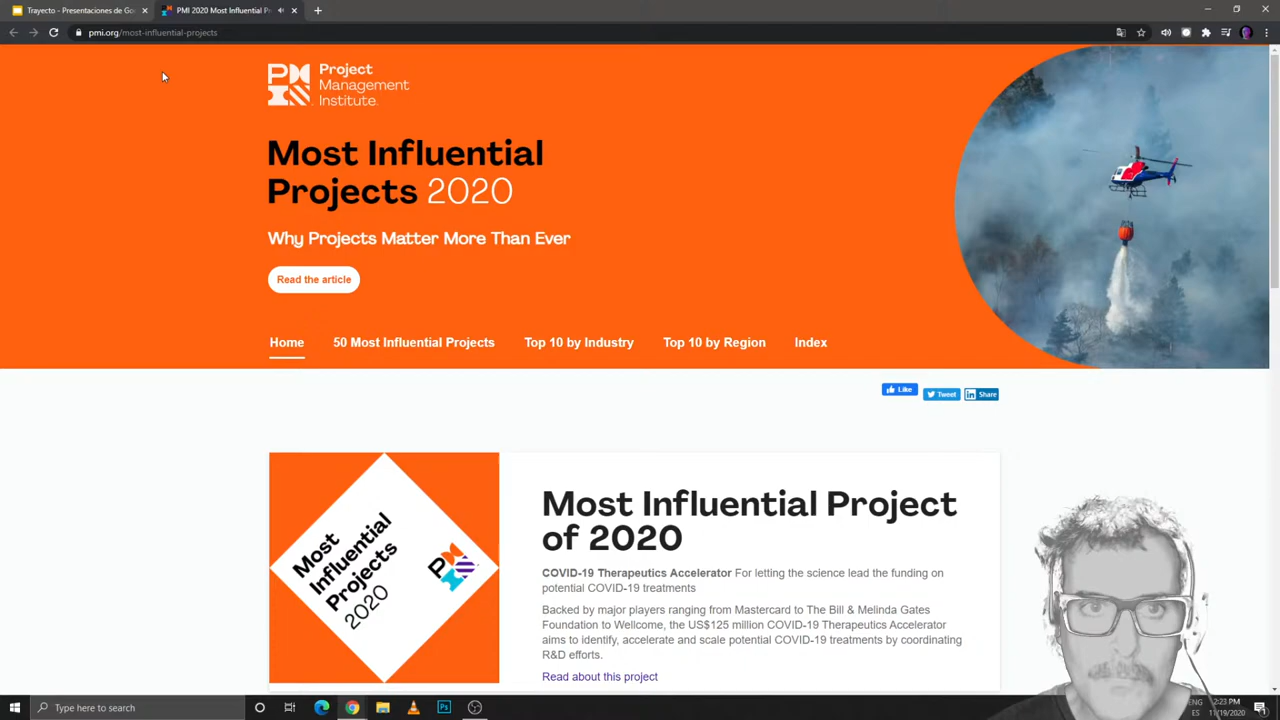 Trayecto - Presentaciones de Go
PMI 2020 Most Influential P
pmi.org/most-influential-projects
Project
Management
Institute.
Most Influential
Projects 2020
Why Projects Matter More Than Ever
Read the article
Home
50 Most Influential Projects
Top 10 by Industry
Top 10 by Region
Index
Like
Tweet
Share
Most
Influential
Projects
2020
Most Influential Project
of 2020
COVID-19 Therapeutics Accelerator For letting the science lead the funding on
potential COVID-19 treatments
Backed by major players ranging from Mastercard to The Bill & Melinda Gates
Foundation to Wellcome, the US$125 million COVID-19 Therapeutics Accelerator
aims to identify, accelerate and scale potential COVID-19 treatments by coordinating
R&D efforts.
Read about this project
Type here to search
Ps
ENG
ES
2:23 PM
11/19/2020